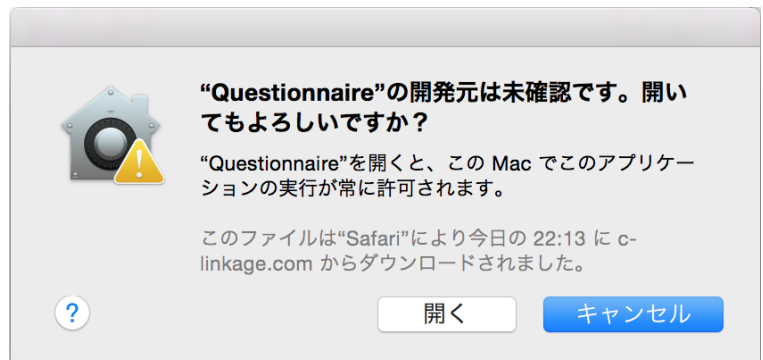 “Questionnaire”の開発元は未確認です。開い
てもよろしいですか？
“Questionnaire”を開くと、この Mac でこのアプリケー
ションの実行が常に許可されます。
このファイルは“Safari”により今日の 22:13 に c-
linkage.com からダウンロードされました。
?
開く
キャンセル